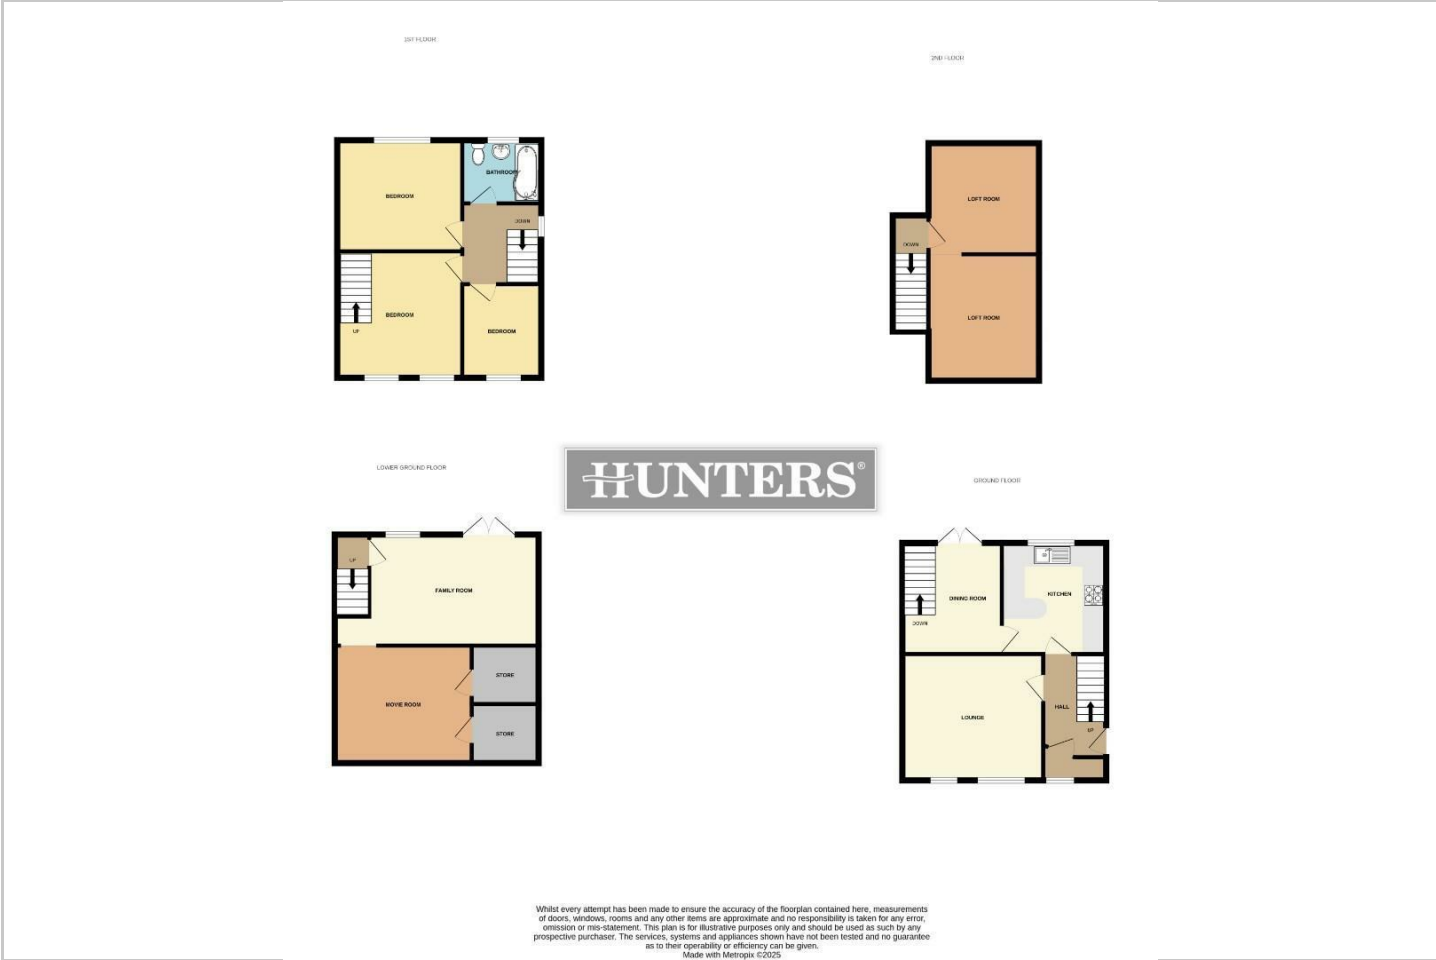 1ST FLOOR
2ND FLOOR
BEDROOM
BATHROOM
DOWN
BEDROOM
UP
BEDROOM
LOFT ROOM
DOWN
LOFT ROOM
HUNTERS®
LOWER GROUND FLOOR
GROUND FLOOR
UP
FAMILY ROOM
MOVIE ROOM
STORE
STORE
DINING ROOM
KITCHEN
DOWN
LOUNGE
HALL
UP
Whilst every attempt has been made to ensure the accuracy of the floorplan contained here, measurements
of doors, windows, rooms and any other items are approximate and no responsibility is taken for any error,
omission or mis-statement. This plan is for illustrative purposes only and should be used as such by any
prospective purchaser. The services, systems and appliances shown have not been tested and no guarantee
as to their operability or efficiency can be given.
Made with Metropix ©2025